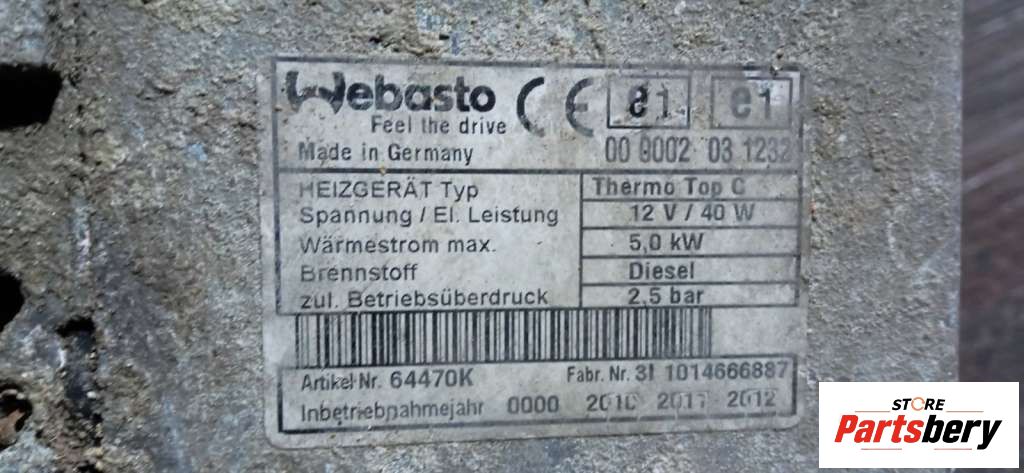 Webasto CE e1 e1
Feel the drive
Made in Germany 00 0002 03 1232
HEIZGERÄT Typ Thermo Top C
Spannung / El. Leistung 12 V / 40 W
Wärmestrom max. 5,0 kW
Brennstoff Diesel
zul. Betriebsüberdruck 2,5 bar
Artikel Nr. 64470K Fabr. Nr. 3I 1014666887
Inbetriebnahmejahr 0000 2010 2011 2012
STORE
Partsbery